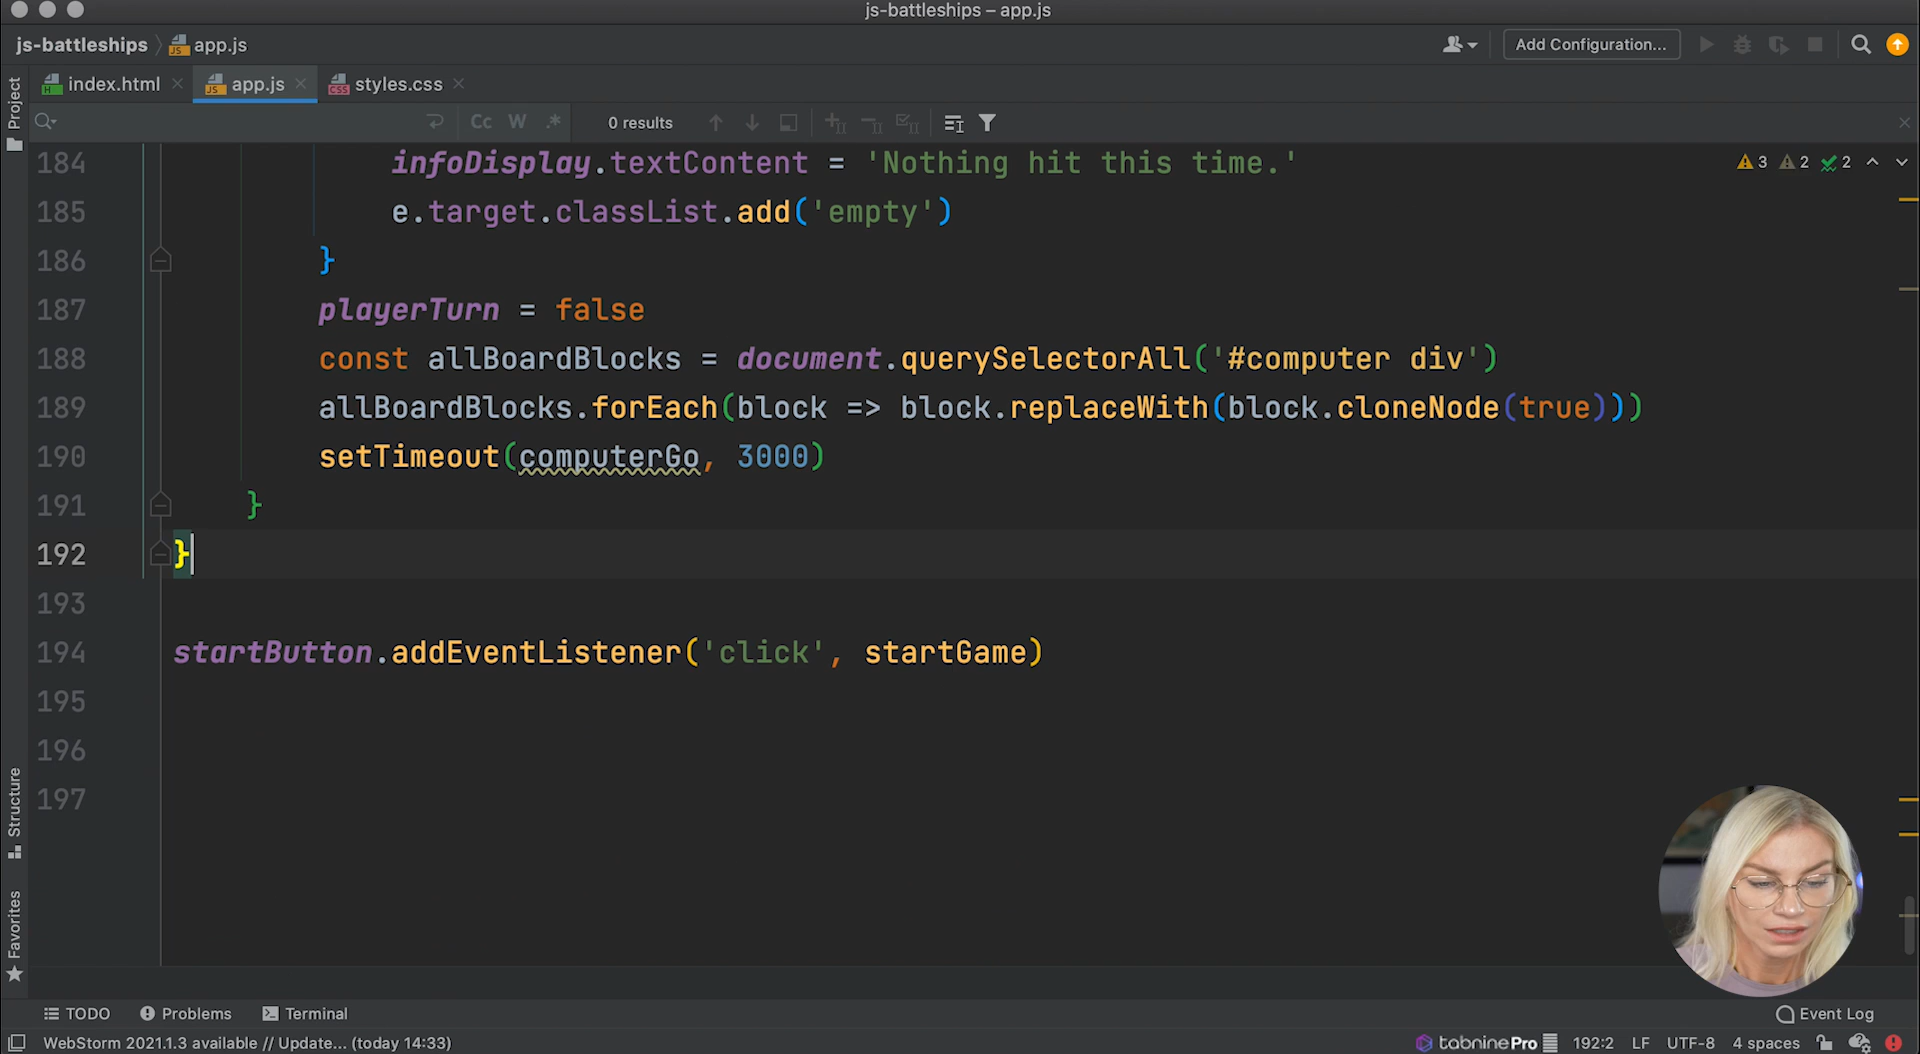 js-battleships – app.js
js-battleships
app.js
Add Configuration...
Project
index.html
app.js
styles.css
Cc
W
.*
0 results
184 infoDisplay.textContent = 'Nothing hit this time.'
3 2 2
185 e.target.classList.add('empty')
186 }
187 playerTurn = false
188 const allBoardBlocks = document.querySelectorAll('#computer div')
189 allBoardBlocks.forEach(block => block.replaceWith(block.cloneNode(true)))
190 setTimeout(computerGo, 3000)
191 }
192 }
193
194 startButton.addEventListener('click', startGame)
195
196
197
Structure
Favorites
TODO
Problems
Terminal
Event Log
WebStorm 2021.1.3 available // Update... (today 14:33)
tabninePro
192:2
LF
UTF-8
4 spaces